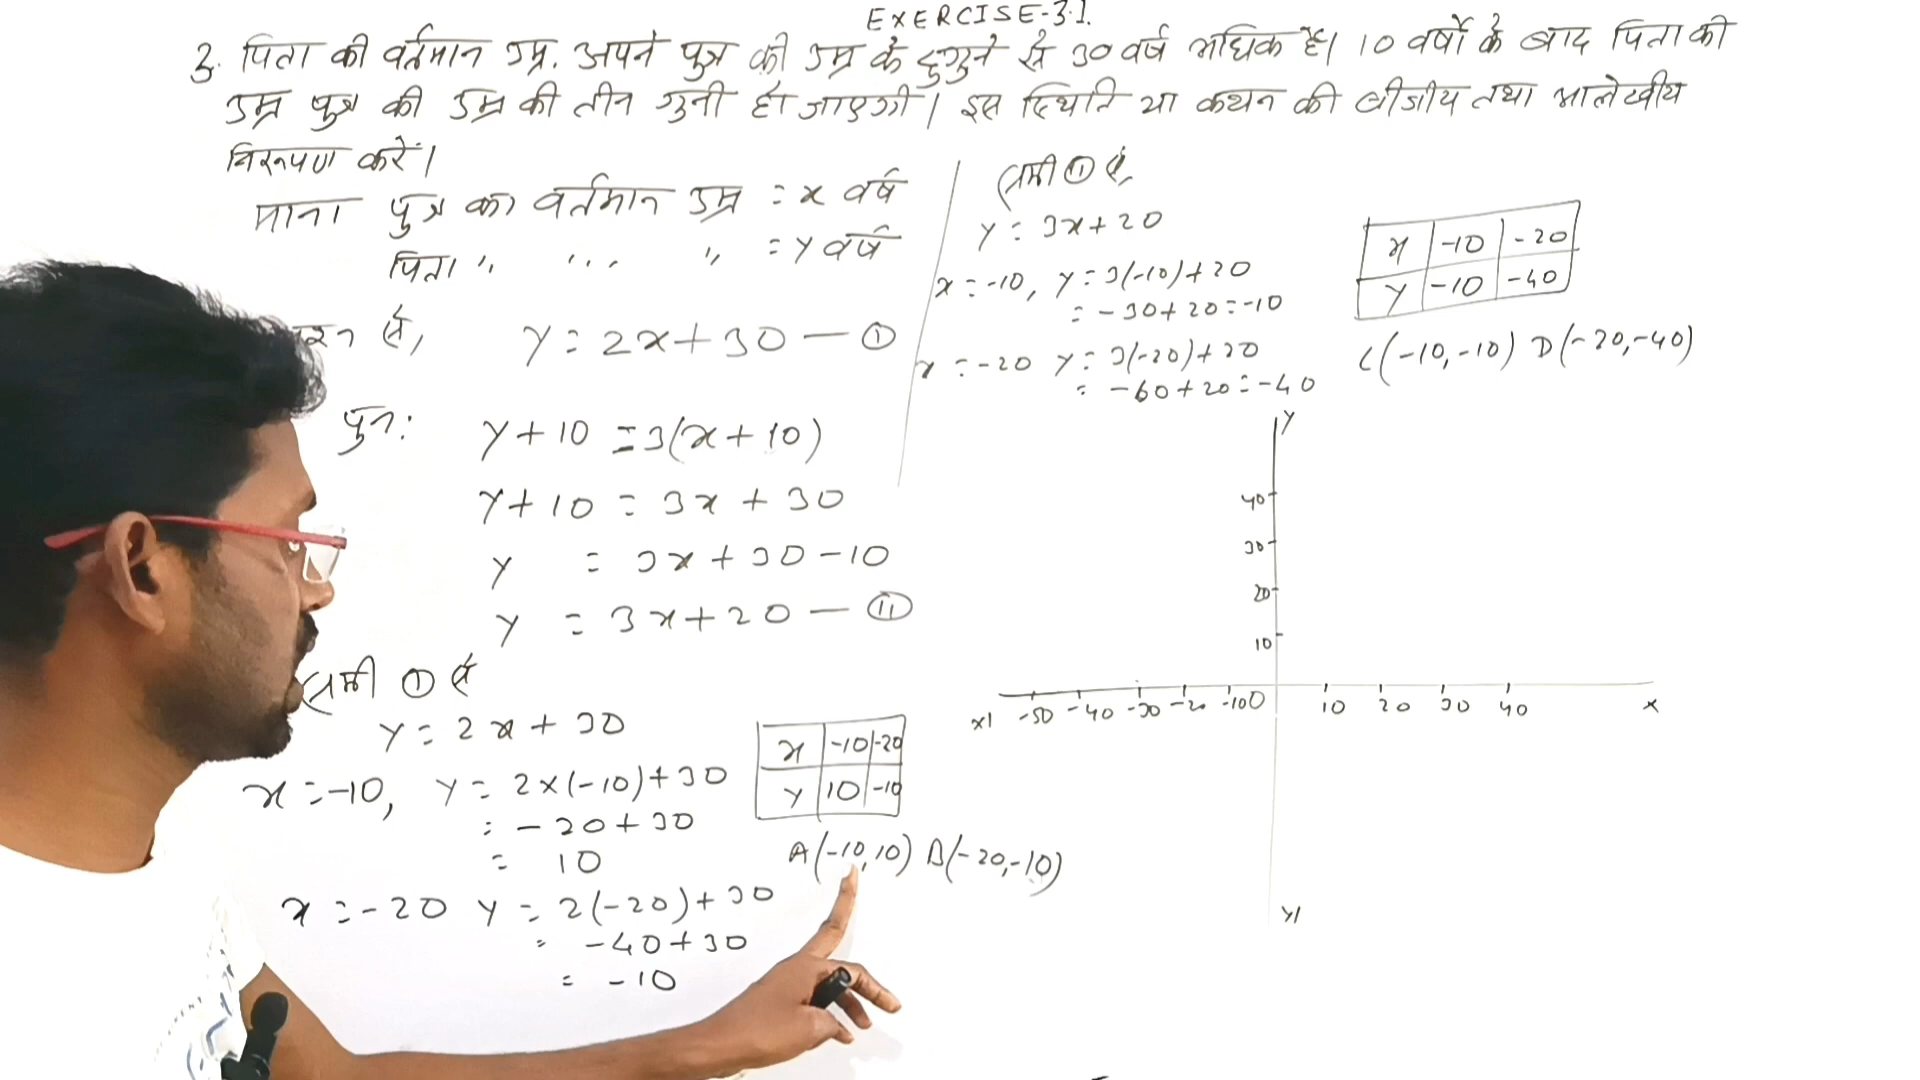 EXERCISE-3.1.
3. पिता की वर्तमान उम्र, अपने पुत्र की उम्र के दुगुने से 30 वर्ष अधिक है। 10 वर्षों के बाद पिता की
उम्र पुत्र की उम्र की तीन गुनी हो जाएगी। इस स्थिति या कथन की बीजीय तथा आलेखीय
निरूपण करें।
माना पुत्र का वर्तमान उम्र = x वर्ष
पिता " " " = y वर्ष
से, y = 2x+30 — ①
पुनः y+10 = 3(x+10)
y+10 = 3x + 30
y = 3x + 30 - 10
y = 3x+20 — ⑪
समी ① से
y = 2x + 30
x = -10, y = 2x(-10)+30
= -20+30
= 10
x = -20 y = 2(-20)+30
= -40+30
= -10
x -10 -20
y 10 -10
A(-10,10) B(-20,-10)
समी ① से,
y = 3x+20
x = -10, y = 3(-10)+20
= -30+20 = -10
x = -20 y = 3(-20)+20
= -60+20 = -40
x -10 -20
y -10 -40
C(-10,-10) D(-20,-40)
Y
40
30
20
10
X1 -50 -40 -30 -20 -10 0 10 20 30 40 X
Y1